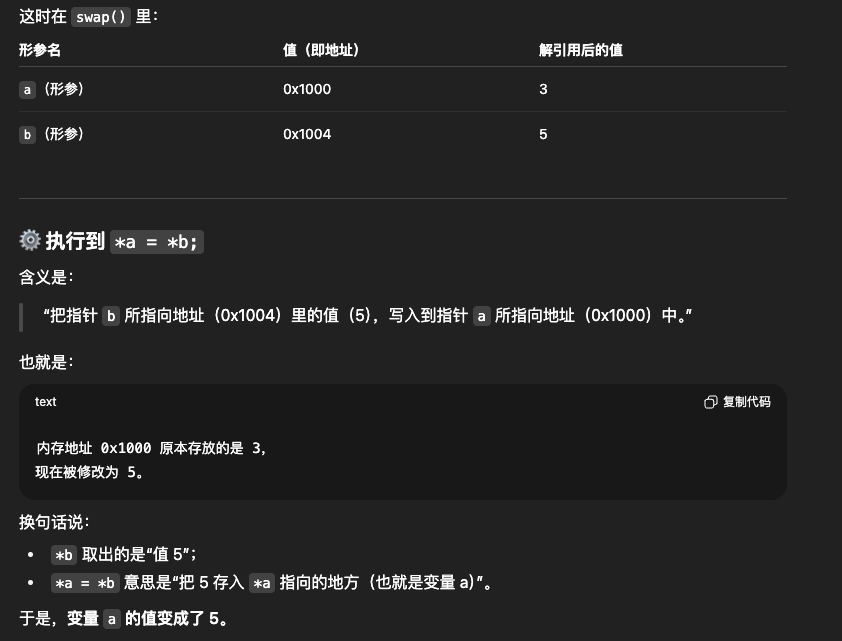 这时在 swap() 里：
形参名 值（即地址） 解引用后的值
a（形参） 0x1000 3
b（形参） 0x1004 5
⚙️ 执行到 *a = *b;
含义是：
“把指针 b 所指向地址（0x1004）里的值（5），写入到指针 a 所指向地址（0x1000）中。”
也就是：
text 复制代码
内存地址 0x1000 原本存放的是 3，
现在被修改为 5。
换句话说：
• *b 取出的是“值 5”；
• *a = *b 意思是“把 5 存入 *a 指向的地方（也就是变量 a）”。
于是，变量 a 的值变成了 5。